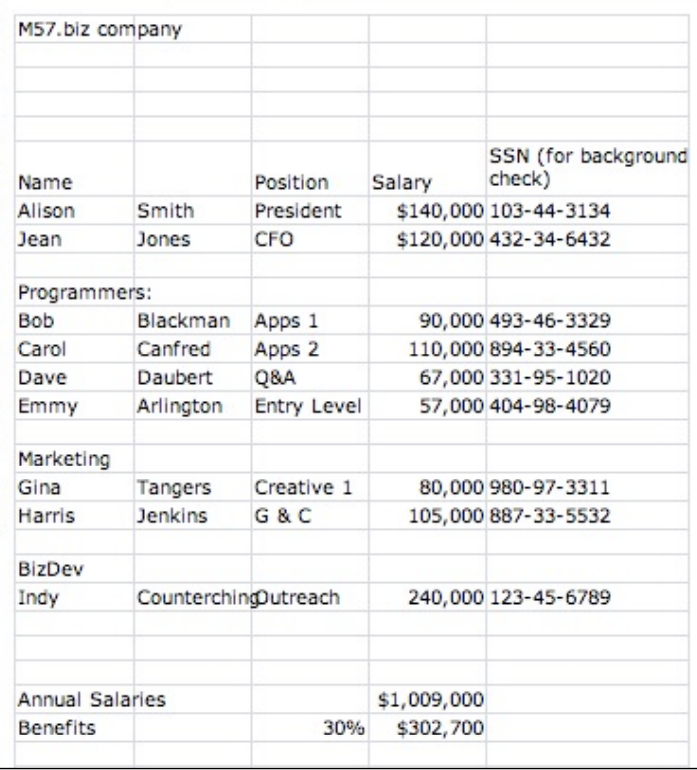 M57.biz company
SSN (for background
Name Position Salary check)
Alison Smith President $140,000 103-44-3134
Jean Jones CFO $120,000 432-34-6432
Programmers:
Bob Blackman Apps 1 90,000 493-46-3329
Carol Canfred Apps 2 110,000 894-33-4560
Dave Daubert Q&A 67,000 331-95-1020
Emmy Arlington Entry Level 57,000 404-98-4079
Marketing
Gina Tangers Creative 1 80,000 980-97-3311
Harris Jenkins G & C 105,000 887-33-5532
BizDev
Indy Counterching Outreach 240,000 123-45-6789
Annual Salaries $1,009,000
Benefits 30% $302,700